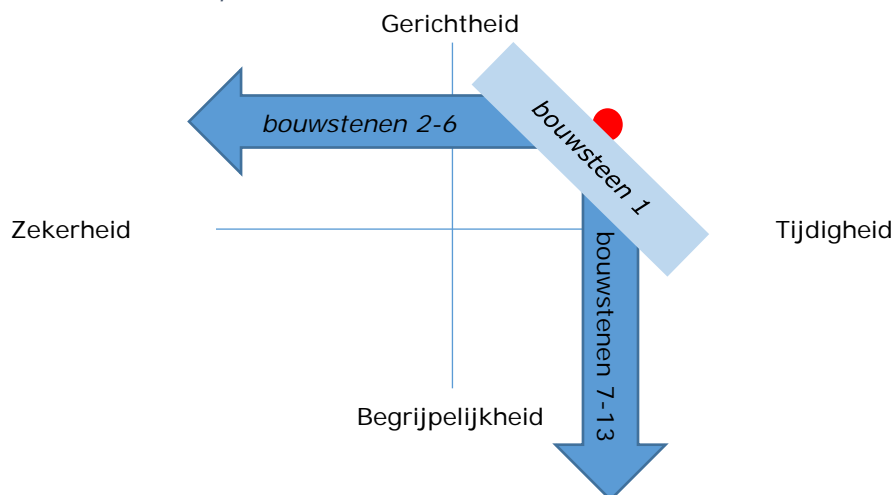 Gerichtheid
bouwstenen 2-6
bouwsteen 1
Zekerheid
Tijdigheid
bouwstenen 7-13
Begrijpelijkheid